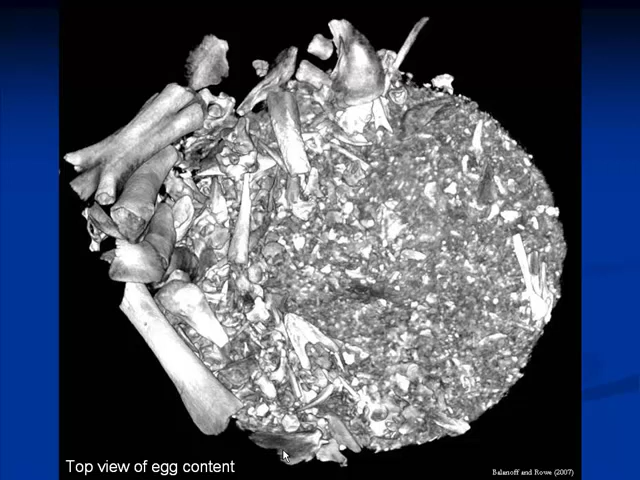 Top view of egg content
Balanoff and Rowe (2007)